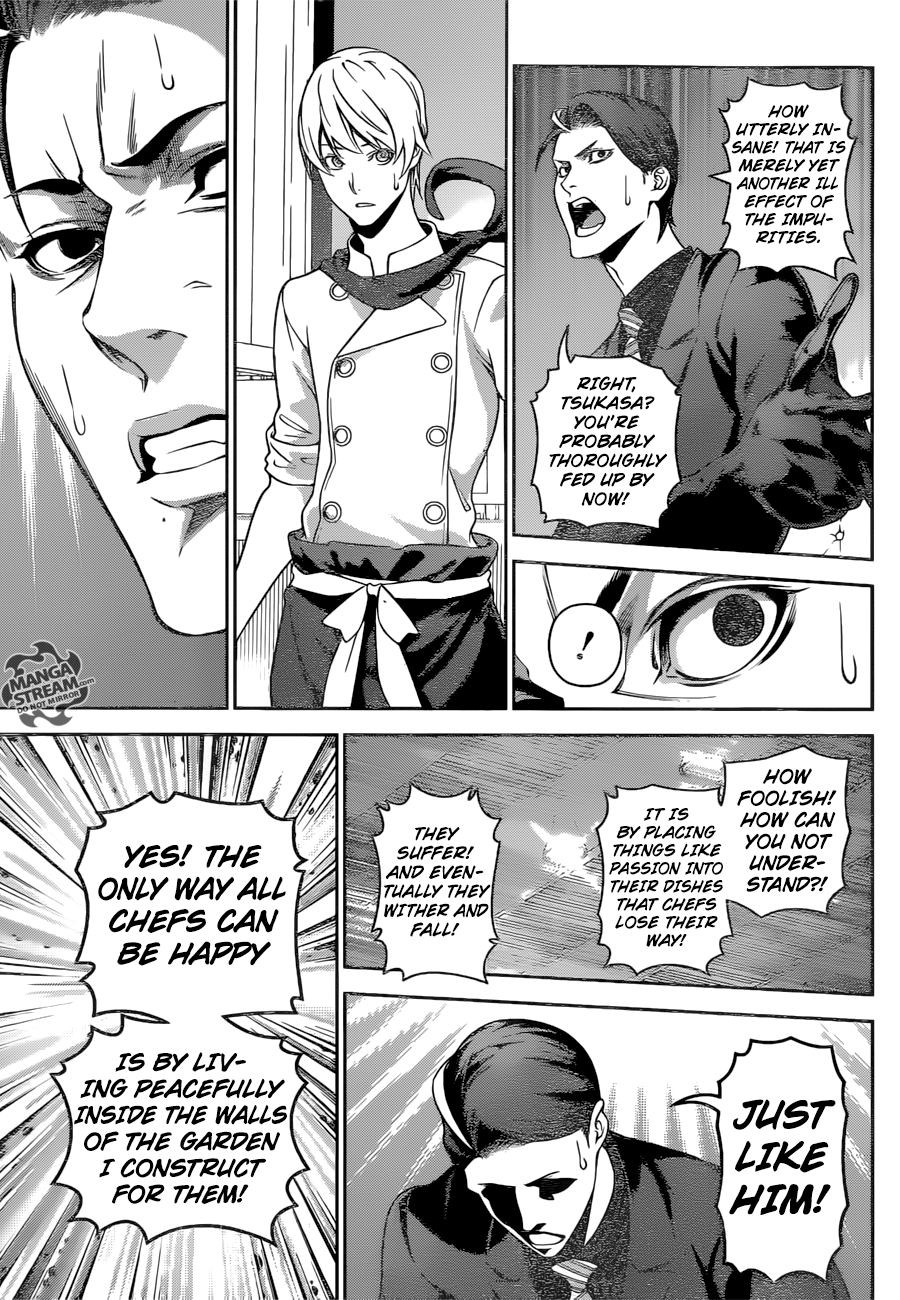 HOW
UTTERLY IN-
SANE! THAT IS
MERELY YET
ANOTHER ILL
EFFECT OF
THE IMPU-
RITIES.
RIGHT,
TSUKASA?
YOU'RE
PROBABLY
THOROUGHLY
FED UP BY
NOW!
!
MANGA
STREAM.com
DO NOT MIRROR
HOW
FOOLISH!
HOW CAN
YOU NOT
UNDER-
STAND?!
IT IS
BY PLACING
THINGS LIKE
PASSION INTO
THEIR DISHES
THAT CHEFS
LOSE THEIR
WAY!
THEY
SUFFER!
AND EVEN-
TUALLY THEY
WITHER AND
FALL!
JUST
LIKE
HIM!
YES! THE
ONLY WAY ALL
CHEFS CAN
BE HAPPY
IS BY LIV-
ING PEACEFULLY
INSIDE THE WALLS
OF THE GARDEN
I CONSTRUCT
FOR THEM!